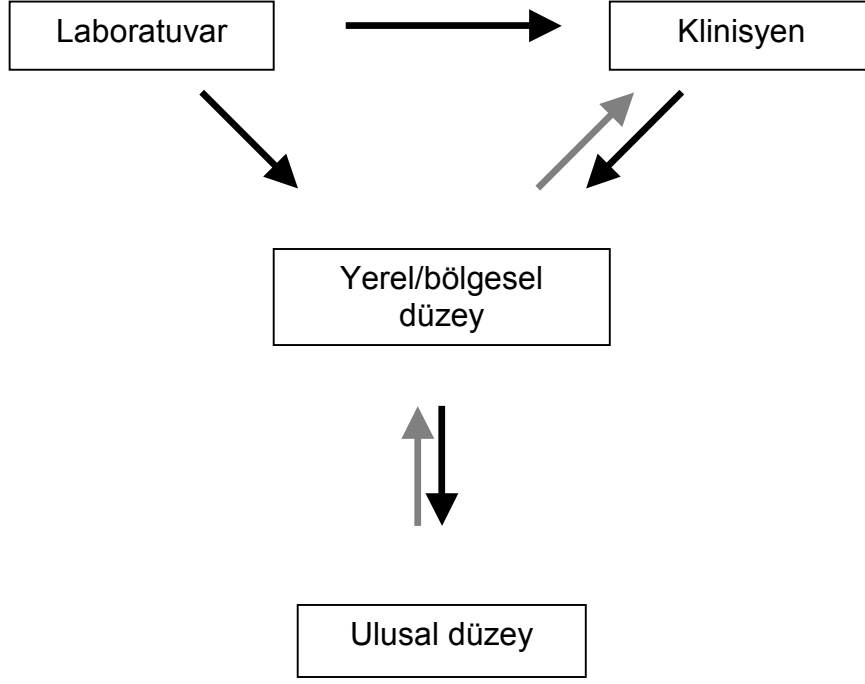 Laboratuvar
Klinisyen
Yerel/bölgesel
düzey
Ulusal düzey